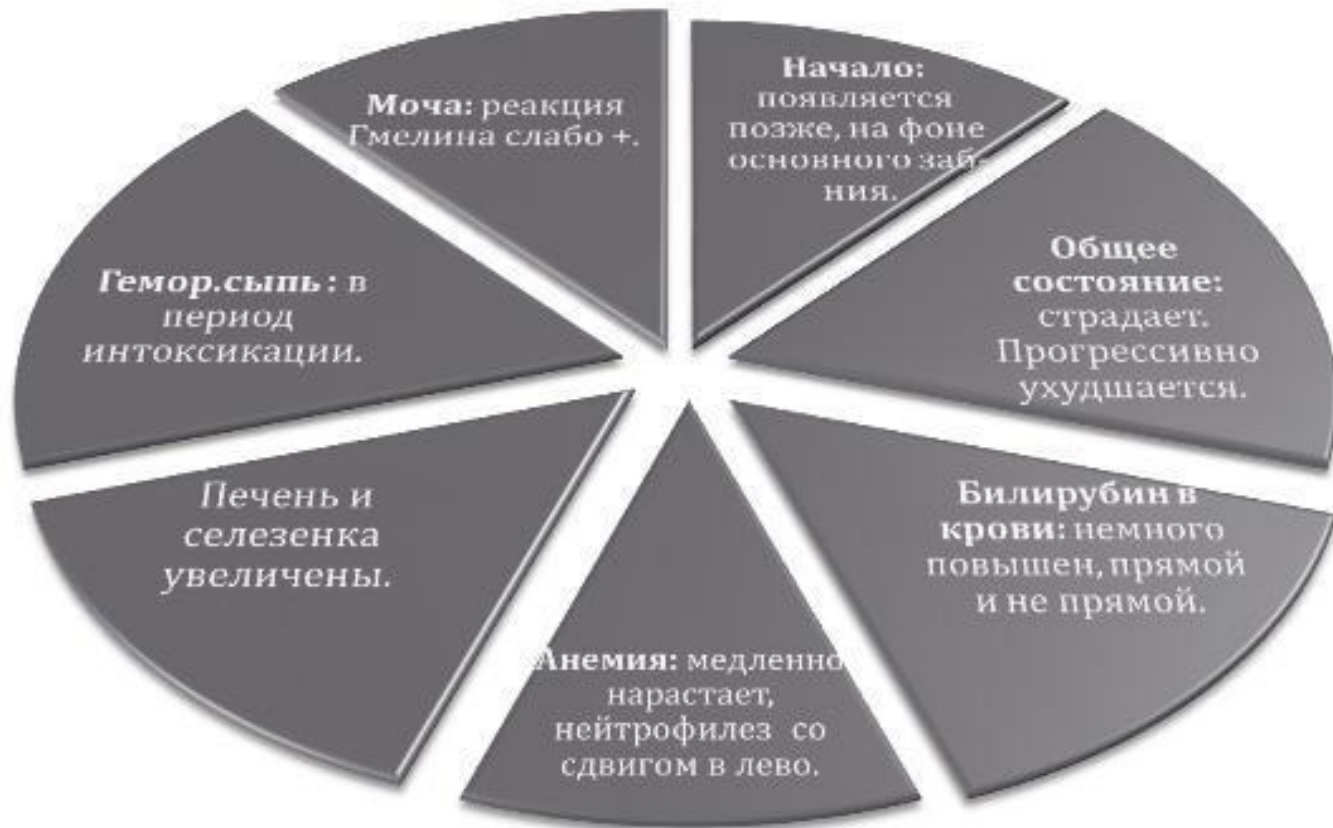 Начало:
появляется
позже, на фоне
основного заб-
ния.
Общее
состояние:
страдает.
Прогрессивно
ухудшается.
Билирубин в
крови: немного
повышен, прямой
и не прямой.
Анемия: медленно
нарастает,
нейтрофилез со
сдвигом в лево.
Печень и
селезенка
увеличены.
Гемор.сыпь: в
период
интоксикации.
Моча: реакция
Гмелина слабо +.